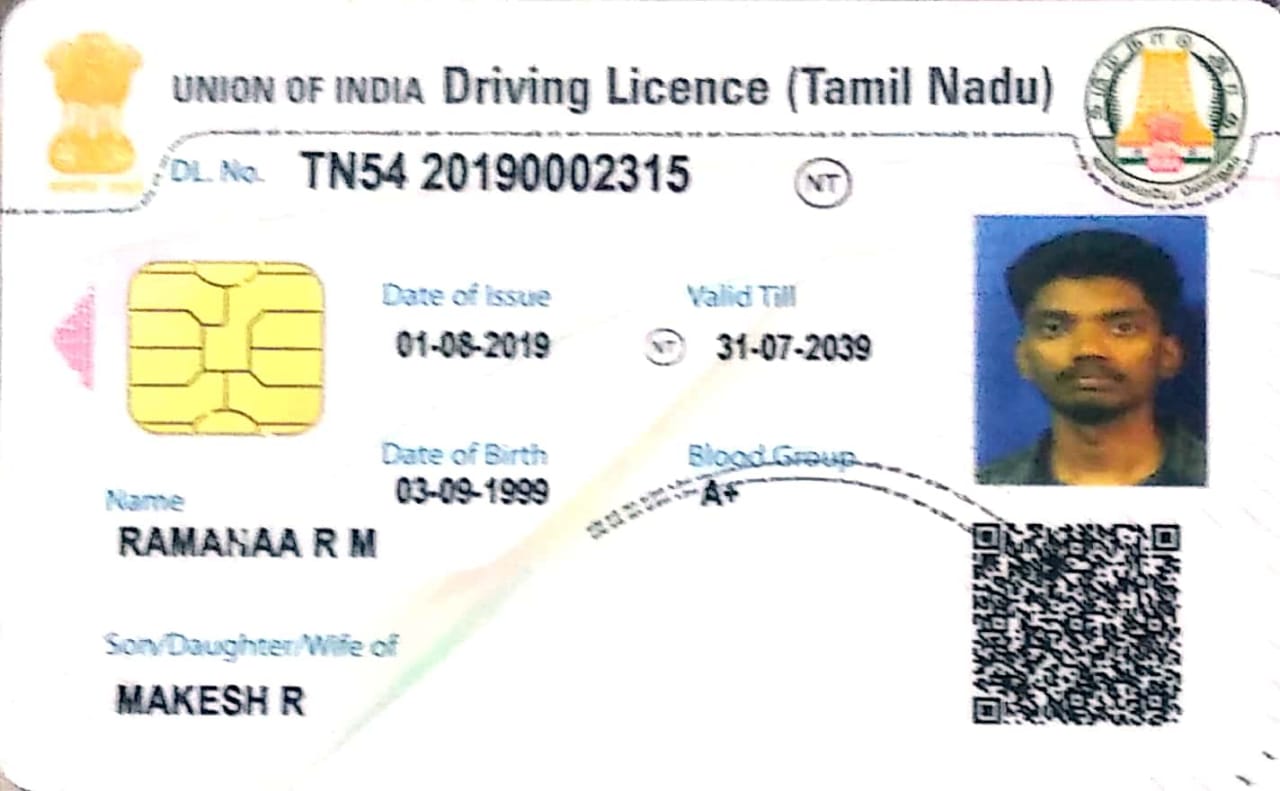 UNION OF INDIA Driving Licence (Tamil Nadu)
DL. No. TN54 20190002315 NT
Date of Issue Valid Till
01-08-2019 NT 31-07-2039
Date of Birth Blood Group
03-09-1999 A+
Name
RAMANAA R M
Son/Daughter/Wife of
MAKESH R